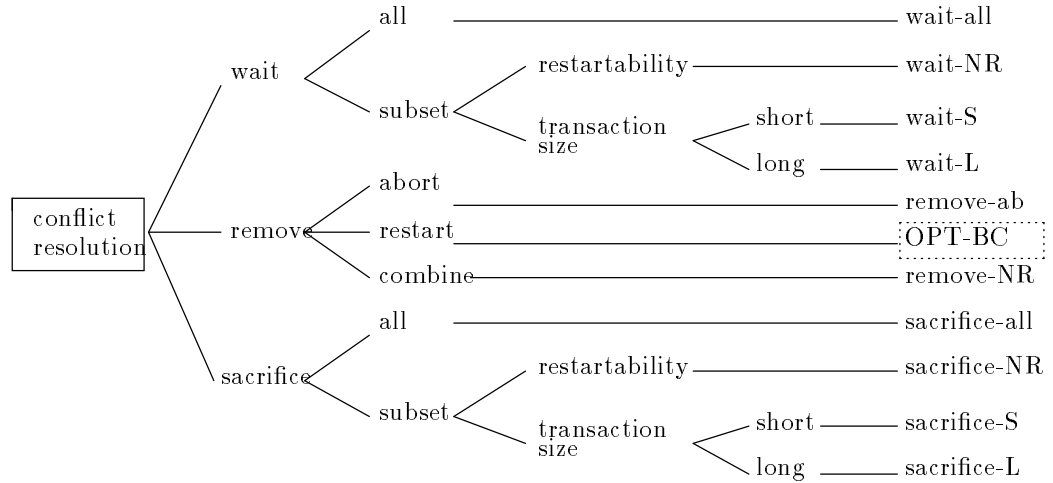 all
wait-all
wait
restartability
wait-NR
subset
transaction
size
short
wait-S
long
wait-L
abort
remove-ab
conflict
resolution
remove
restart
OPT-BC
combine
remove-NR
all
sacrifice-all
sacrifice
restartability
sacrifice-NR
subset
transaction
size
short
sacrifice-S
long
sacrifice-L